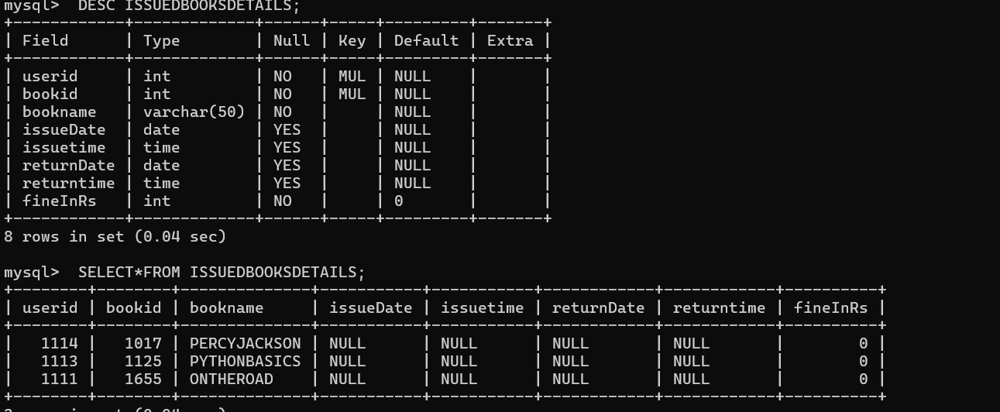 mysql>  DESC ISSUEDBOOKSDETAILS;
+------------+-------------+------+-----+---------+-------+
| Field      | Type        | Null | Key | Default | Extra |
+------------+-------------+------+-----+---------+-------+
| userid     | int         | NO   | MUL | NULL    |       |
| bookid     | int         | NO   | MUL | NULL    |       |
| bookname   | varchar(50) | NO   |     | NULL    |       |
| issueDate  | date        | YES  |     | NULL    |       |
| issuetime  | time        | YES  |     | NULL    |       |
| returnDate | date        | YES  |     | NULL    |       |
| returntime | time        | YES  |     | NULL    |       |
| fineInRs   | int         | NO   |     | 0       |       |
+------------+-------------+------+-----+---------+-------+
8 rows in set (0.04 sec)

mysql>  SELECT*FROM ISSUEDBOOKSDETAILS;
+--------+--------+--------------+-----------+-----------+------------+------------+----------+
| userid | bookid | bookname     | issueDate | issuetime | returnDate | returntime | fineInRs |
+--------+--------+--------------+-----------+-----------+------------+------------+----------+
|   1114 |   1017 | PERCYJACKSON | NULL      | NULL      | NULL       | NULL       |        0 |
|   1113 |   1125 | PYTHONBASICS | NULL      | NULL      | NULL       | NULL       |        0 |
|   1111 |   1655 | ONTHEROAD    | NULL      | NULL      | NULL       | NULL       |        0 |
+--------+--------+--------------+-----------+-----------+------------+------------+----------+